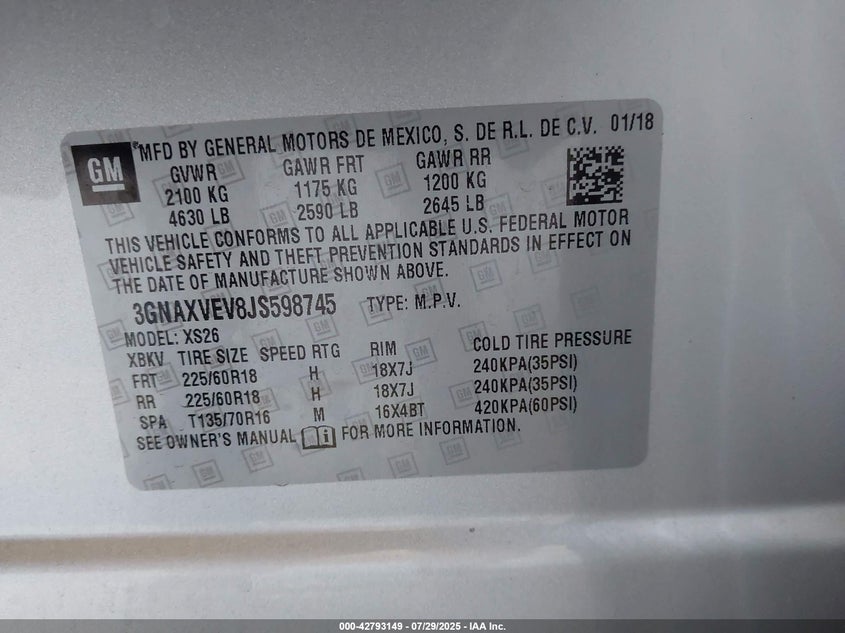 GM
MFD BY GENERAL MOTORS DE MEXICO, S. DE R.L. DE C.V. 01/18
GVWR GAWR FRT GAWR RR
2100 KG 1175 KG 1200 KG
4630 LB 2590 LB 2645 LB
THIS VEHICLE CONFORMS TO ALL APPLICABLE U.S. FEDERAL MOTOR
VEHICLE SAFETY AND THEFT PREVENTION STANDARDS IN EFFECT ON
THE DATE OF MANUFACTURE SHOWN ABOVE.
3GNAXVEV8JS598745 TYPE: M.P.V.
MODEL: XS26
XBKV TIRE SIZE SPEED RTG RIM COLD TIRE PRESSURE
FRT 225/60R18 H 18X7J 240KPA(35PSI)
RR 225/60R18 H 18X7J 240KPA(35PSI)
SPA T135/70R16 M 16X4BT 420KPA(60PSI)
SEE OWNER'S MANUAL i FOR MORE INFORMATION.
000-42793149 - 07/29/2025 - IAA Inc.